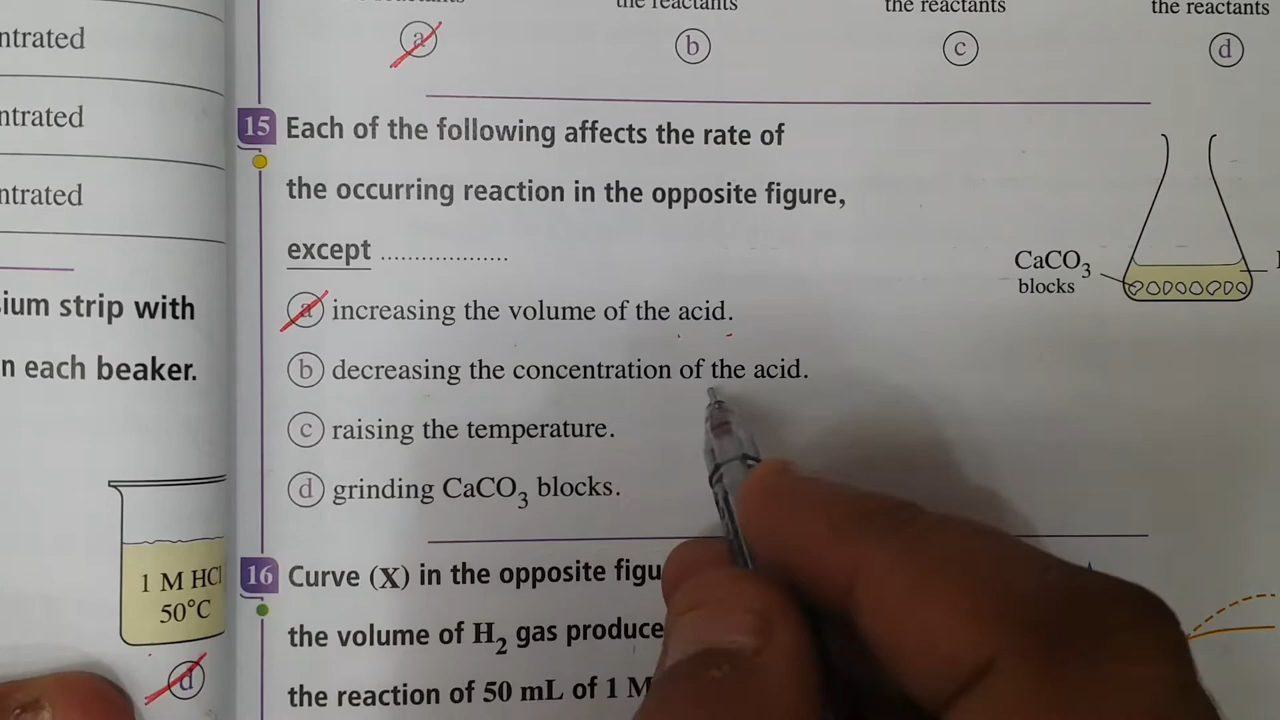 ntrated
ntrated
ntrated
ium strip with
n each beaker.
1 M HCl
50°C
d
the reactants
the reactants
the reactants
a
b
c
d
15 Each of the following affects the rate of
the occurring reaction in the opposite figure,
except ...................
a increasing the volume of the acid.
b decreasing the concentration of the acid.
c raising the temperature.
d grinding CaCO3 blocks.
CaCO3
blocks
16 Curve (X) in the opposite figu
the volume of H2 gas produce
the reaction of 50 mL of 1 M